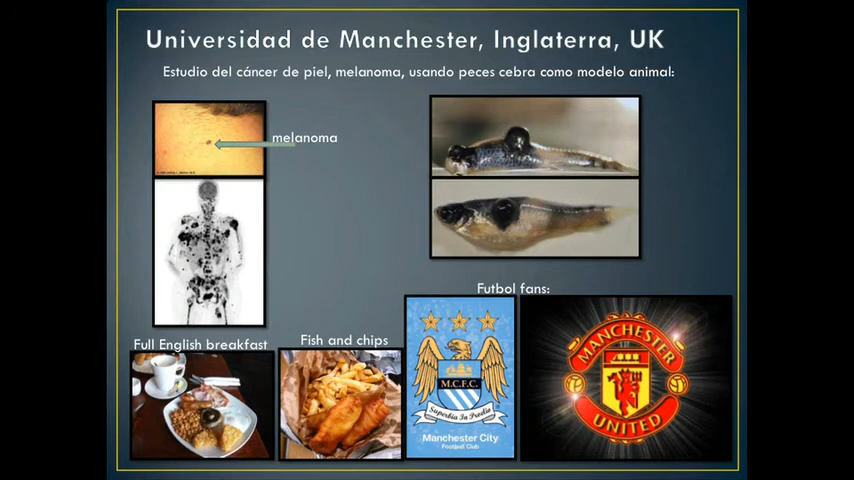 Universidad de Manchester, Inglaterra, UK
Estudio del cáncer de piel, melanoma, usando peces cebra como modelo animal:
melanoma
Futbol fans:
Full English breakfast
Fish and chips
M.C.F.C.
Superbia In Proelio
Manchester City
Football Club
MANCHESTER
UNITED